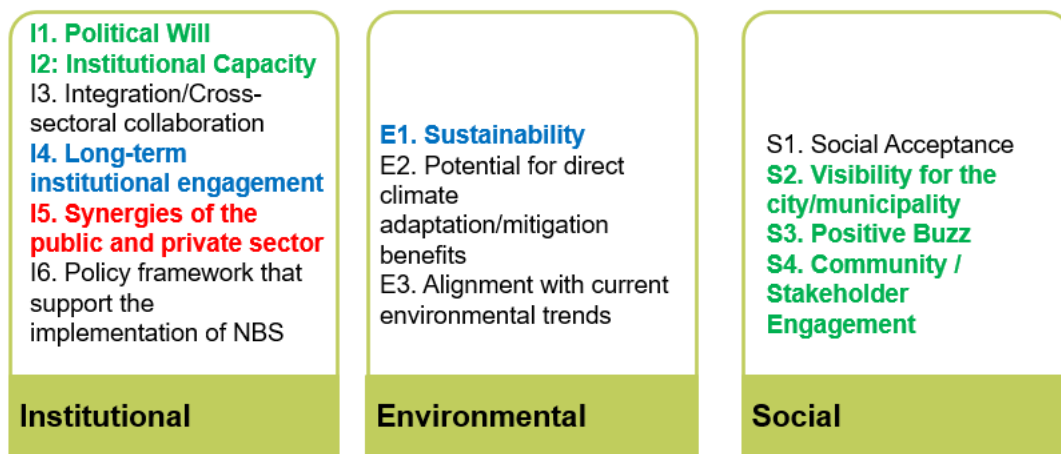 I1. Political Will
I2: Institutional Capacity
I3. Integration/Cross-
sectoral collaboration
I4. Long-term
institutional engagement
I5. Synergies of the
public and private sector
I6. Policy framework that
support the
implementation of NBS
Institutional
E1. Sustainability
E2. Potential for direct
climate
adaptation/mitigation
benefits
E3. Alignment with current
environmental trends
Environmental
S1. Social Acceptance
S2. Visibility for the
city/municipality
S3. Positive Buzz
S4. Community /
Stakeholder
Engagement
Social